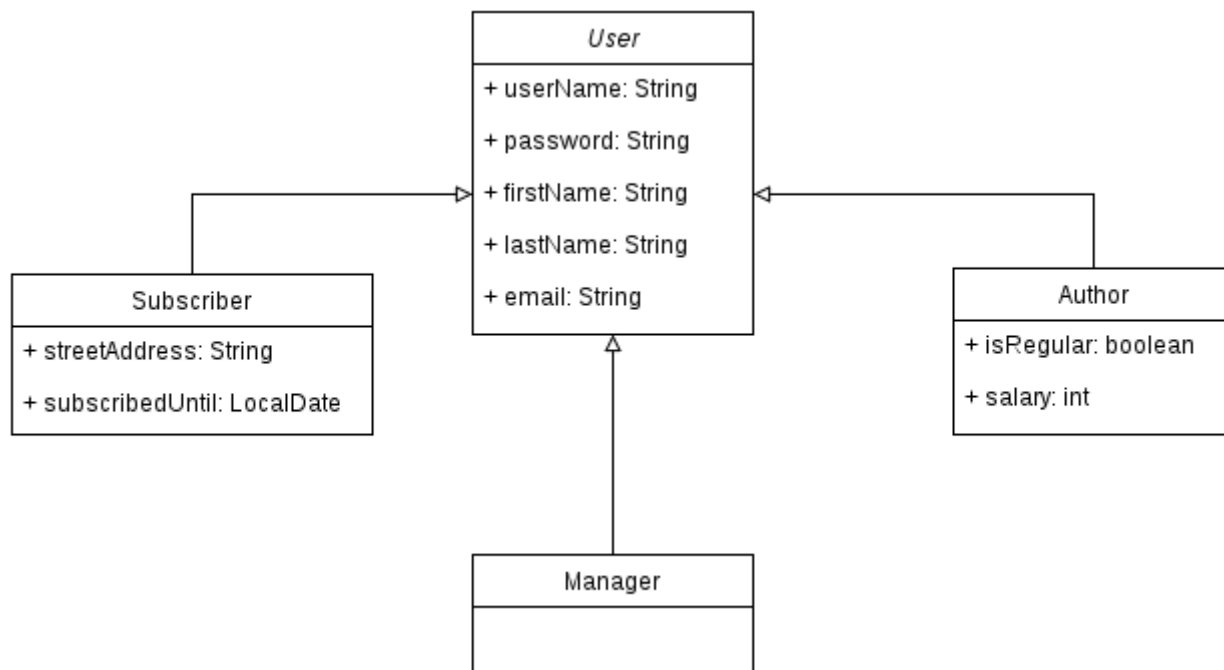 User
+ userName: String
+ password: String
+ firstName: String
+ lastName: String
+ email: String
Subscriber
+ streetAddress: String
+ subscribedUntil: LocalDate
Author
+ isRegular: boolean
+ salary: int
Manager